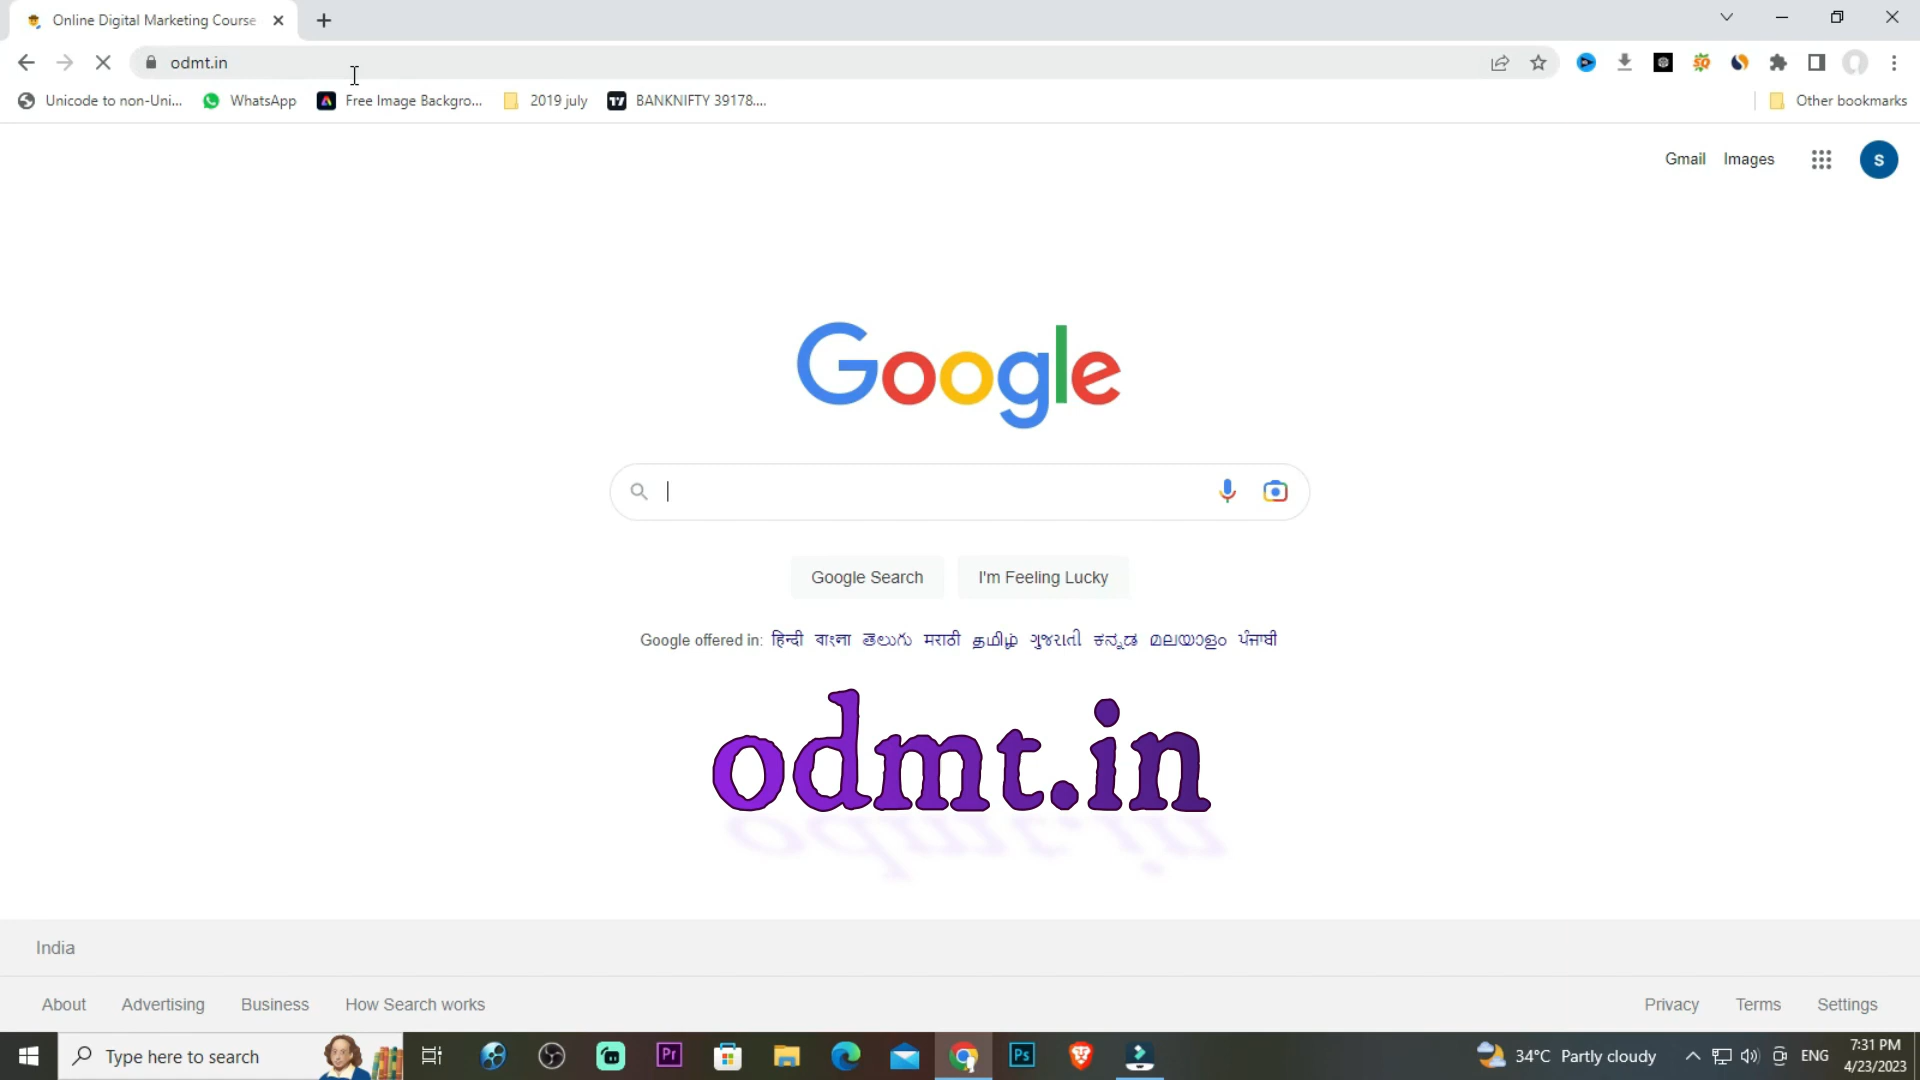 Online Digital Marketing Course
odmt.in
Unicode to non-Uni... WhatsApp Free Image Backgro... 2019 july BANKNIFTY 39178.... Other bookmarks
Gmail Images S
Google
Google Search I'm Feeling Lucky
Google offered in: हिन्दी বাংলা తెలుగు मराठी தமிழ் ગુજરાતી ಕನ್ನಡ മലയാളം ਪੰਜਾਬੀ
odmt.in
India
About Advertising Business How Search works Privacy Terms Settings
Type here to search Pr Ps 34°C Partly cloudy ENG 7:31 PM
4/23/2023